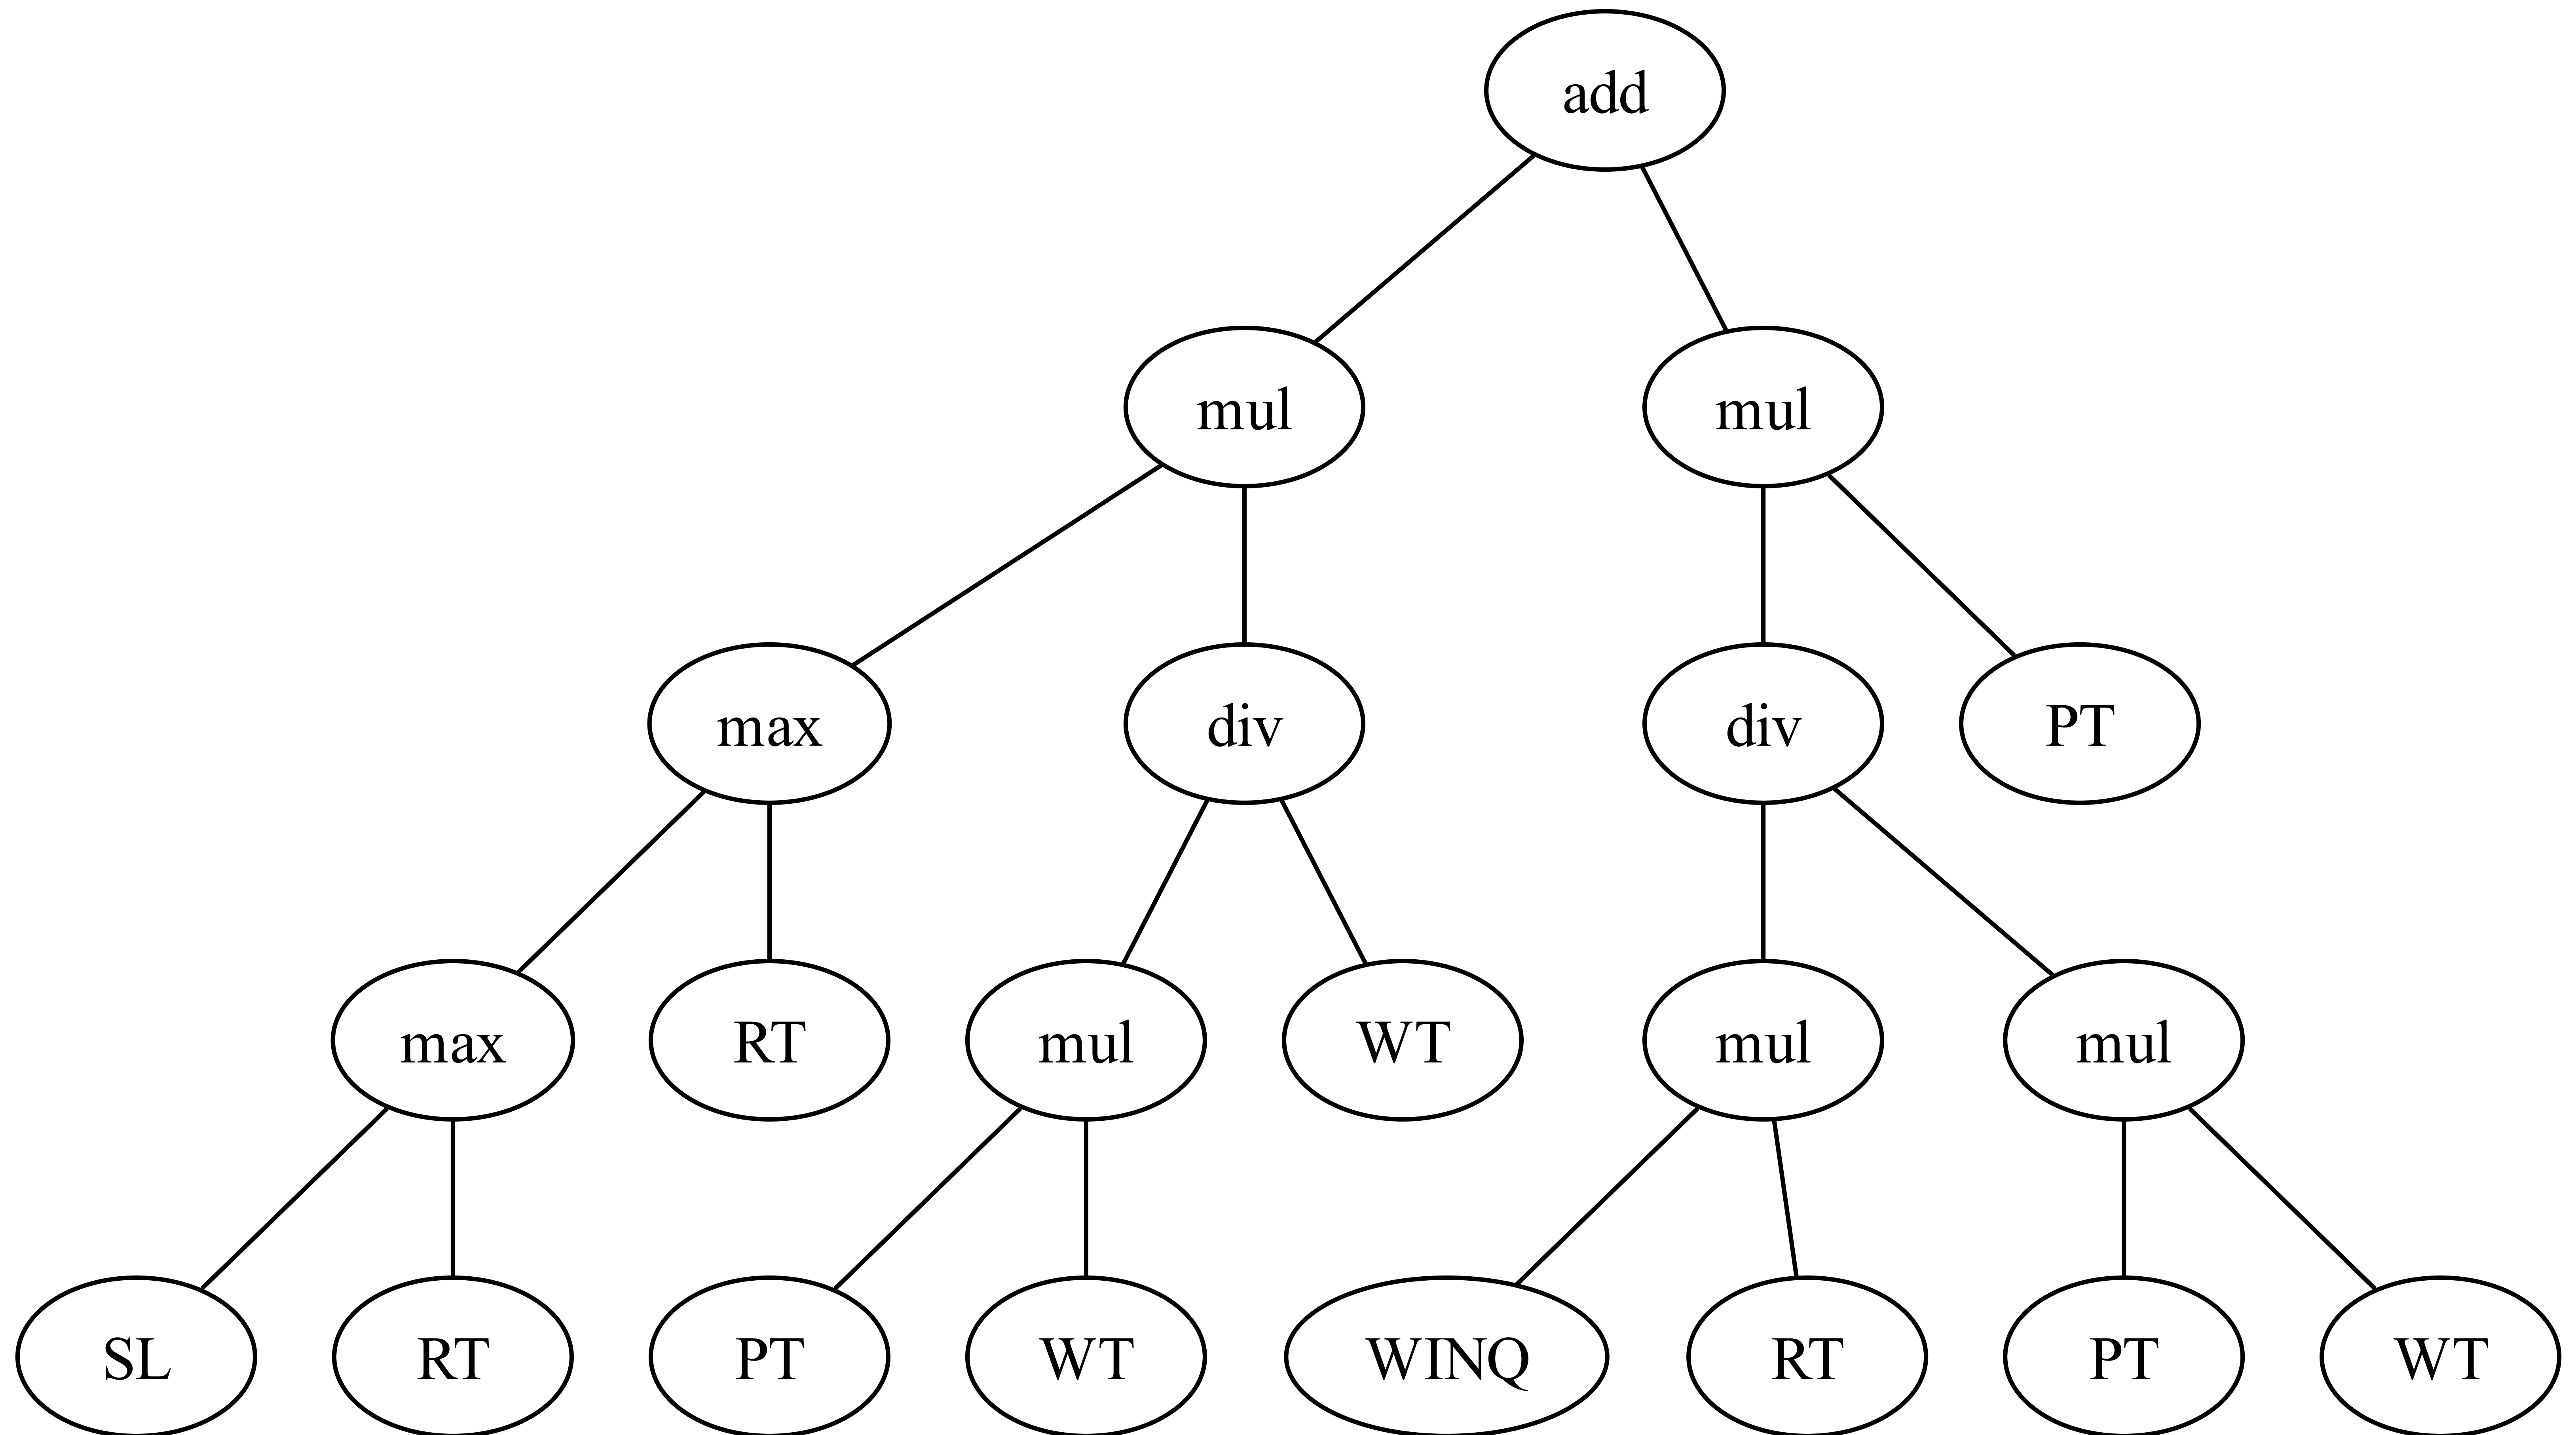 add
mul mul
max div div PT
max RT mul WT mul mul
SL RT PT WT WINQ RT PT WT